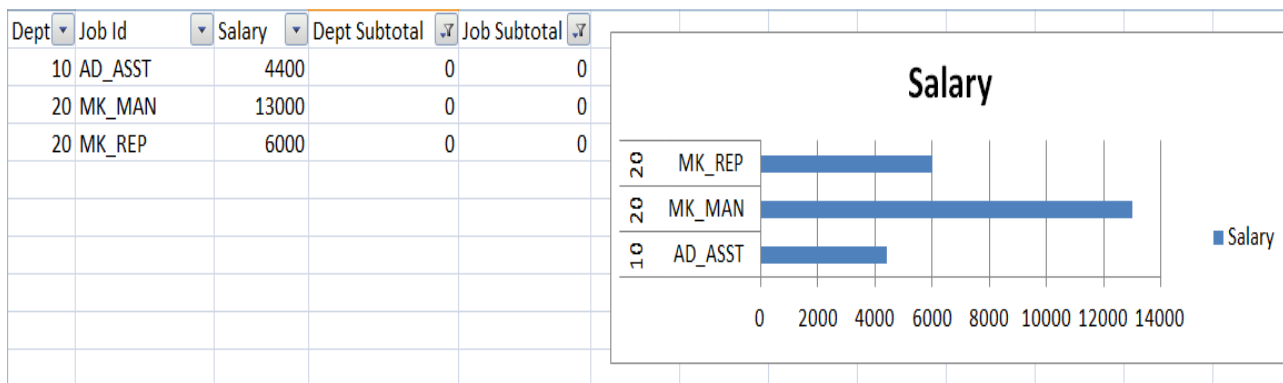 Dept Job Id Salary Dept Subtotal Job Subtotal
10 AD_ASST 4400 0 0
20 MK_MAN 13000 0 0
20 MK_REP 6000 0 0
Salary
20 MK_REP
20 MK_MAN
10 AD_ASST
0 2000 4000 6000 8000 10000 12000 14000
Salary